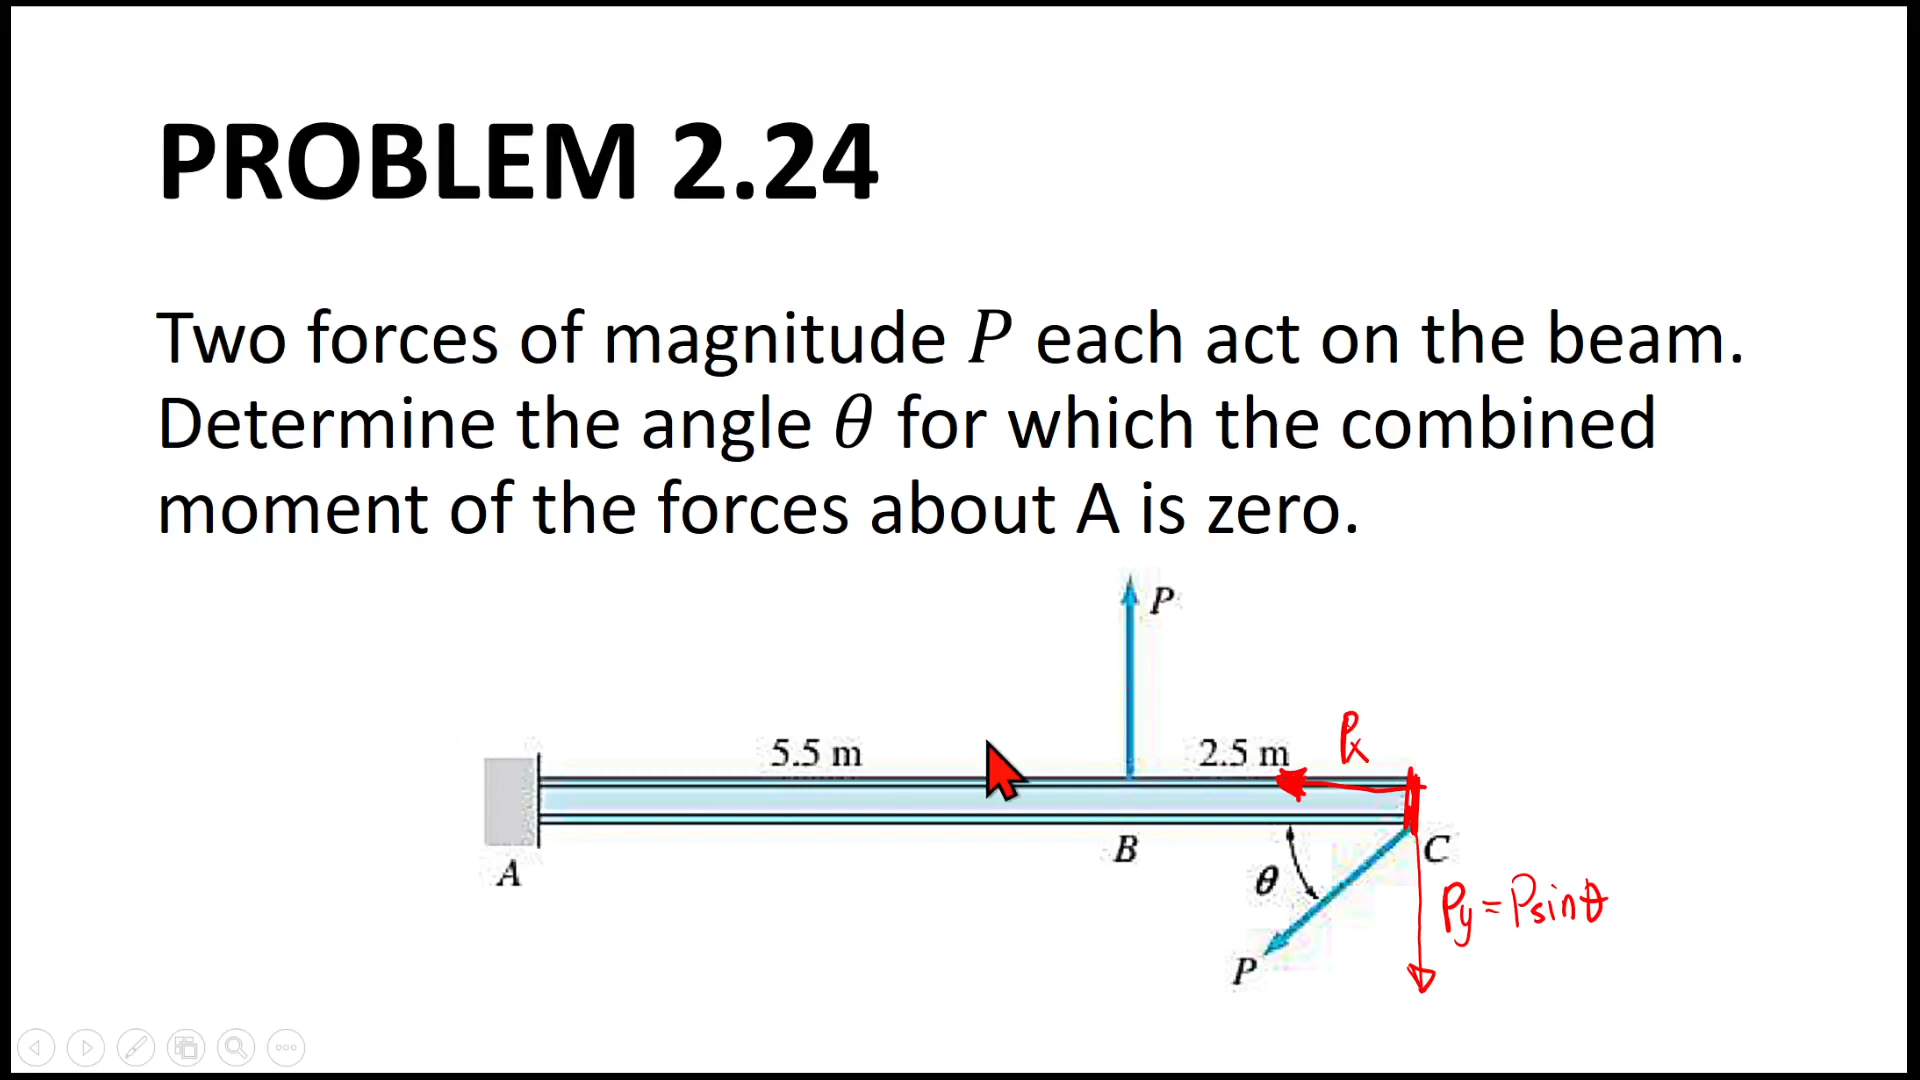 PROBLEM 2.24
Two forces of magnitude P each act on the beam.
Determine the angle θ for which the combined
moment of the forces about A is zero.
P
5.5 m
2.5 m
Px
A
B
C
θ
Py = Psinθ
P